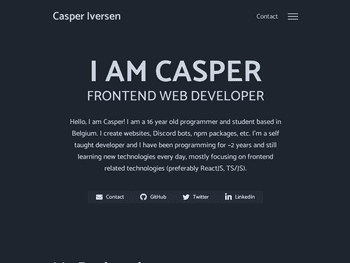 Casper Iversen
Contact
I AM CASPER
FRONTEND WEB DEVELOPER
Hello, I am Casper! I am a 16 year old programmer and student based in
Belgium. I create websites, Discord bots, npm packages, etc. I'm a self
taught developer and I have been programming for ~2 years and still
learning new technologies every day, mostly focusing on frontend
related technologies (preferably ReactJS, TS/JS).
Contact
GitHub
Twitter
LinkedIn